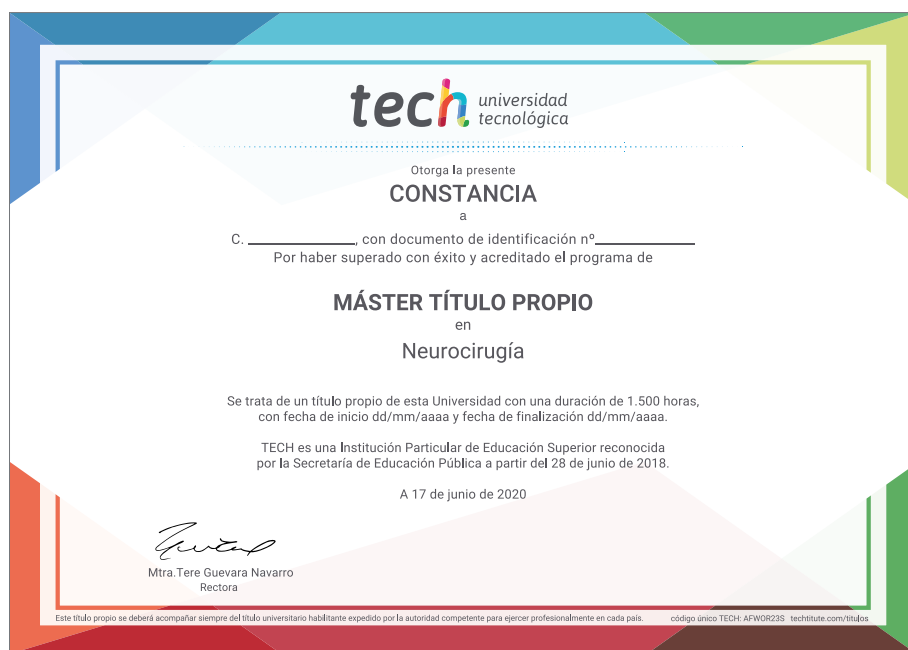 tech universidad
tecnológica
Otorga la presente
CONSTANCIA
a
C. ____________, con documento de identificación nº____________
Por haber superado con éxito y acreditado el programa de
MÁSTER TÍTULO PROPIO
en
Neurocirugía
Se trata de un título propio de esta Universidad con una duración de 1.500 horas,
con fecha de inicio dd/mm/aaaa y fecha de finalización dd/mm/aaaa.
TECH es una Institución Particular de Educación Superior reconocida
por la Secretaría de Educación Pública a partir del 28 de junio de 2018.
A 17 de junio de 2020
Mtra.Tere Guevara Navarro
Rectora
Este título propio se deberá acompañar siempre del título universitario habilitante expedido por la autoridad competente para ejercer profesionalmente en cada país. código único TECH: AFWOR23S techtitute.com/titulos